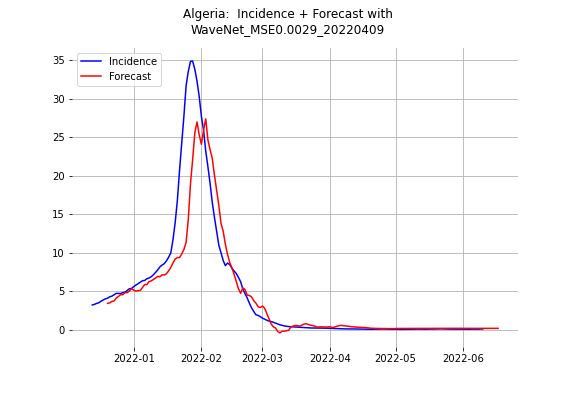 Algeria:  Incidence + Forecast with
WaveNet_MSE0.0029_20220409
Incidence
Forecast
35
30
25
20
15
10
5
0
2022-01 2022-02 2022-03 2022-04 2022-05 2022-06